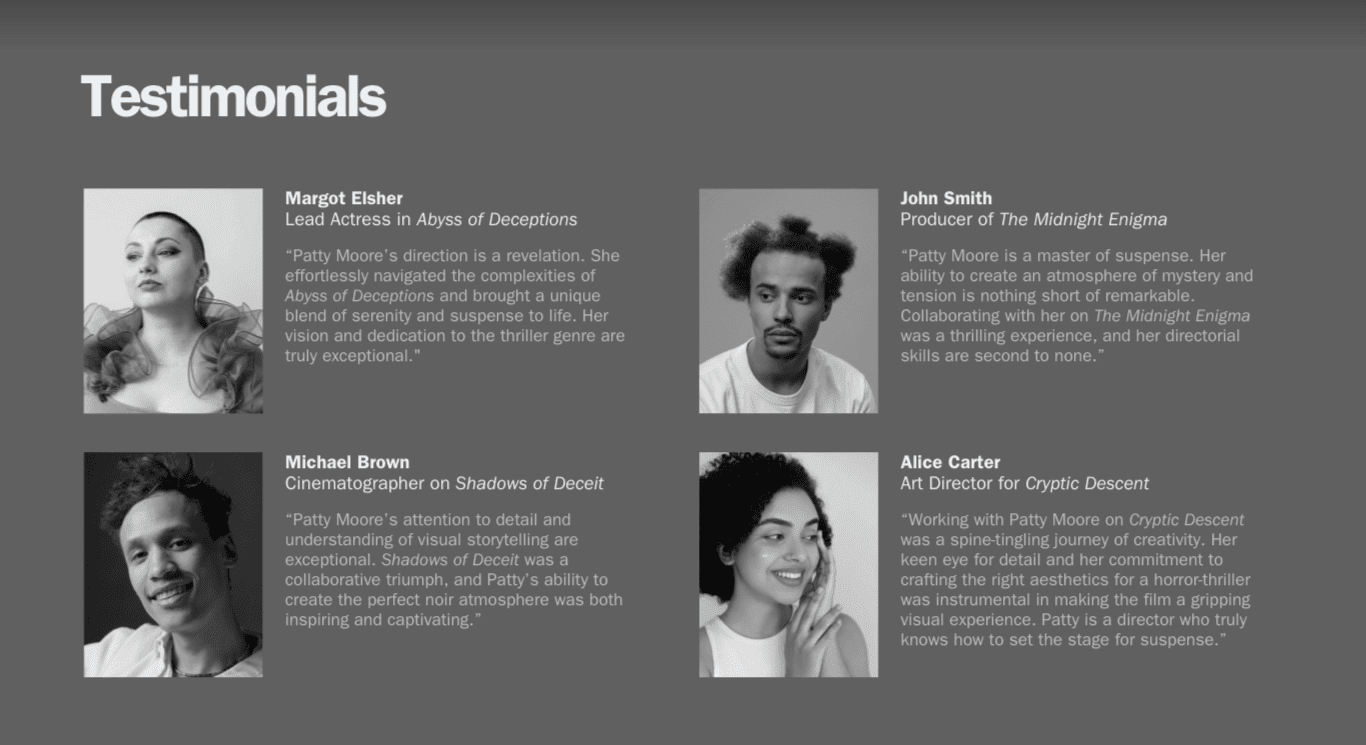 Testimonials
Margot Elsher
Lead Actress in Abyss of Deceptions
“Patty Moore’s direction is a revelation. She
effortlessly navigated the complexities of
Abyss of Deceptions and brought a unique
blend of serenity and suspense to life. Her
vision and dedication to the thriller genre are
truly exceptional."
John Smith
Producer of The Midnight Enigma
“Patty Moore is a master of suspense. Her
ability to create an atmosphere of mystery and
tension is nothing short of remarkable.
Collaborating with her on The Midnight Enigma
was a thrilling experience, and her directorial
skills are second to none.”
Michael Brown
Cinematographer on Shadows of Deceit
“Patty Moore’s attention to detail and
understanding of visual storytelling are
exceptional. Shadows of Deceit was a
collaborative triumph, and Patty’s ability to
create the perfect noir atmosphere was both
inspiring and captivating.”
Alice Carter
Art Director for Cryptic Descent
“Working with Patty Moore on Cryptic Descent
was a spine-tingling journey of creativity. Her
keen eye for detail and her commitment to
crafting the right aesthetics for a horror-thriller
was instrumental in making the film a gripping
visual experience. Patty is a director who truly
knows how to set the stage for suspense.”